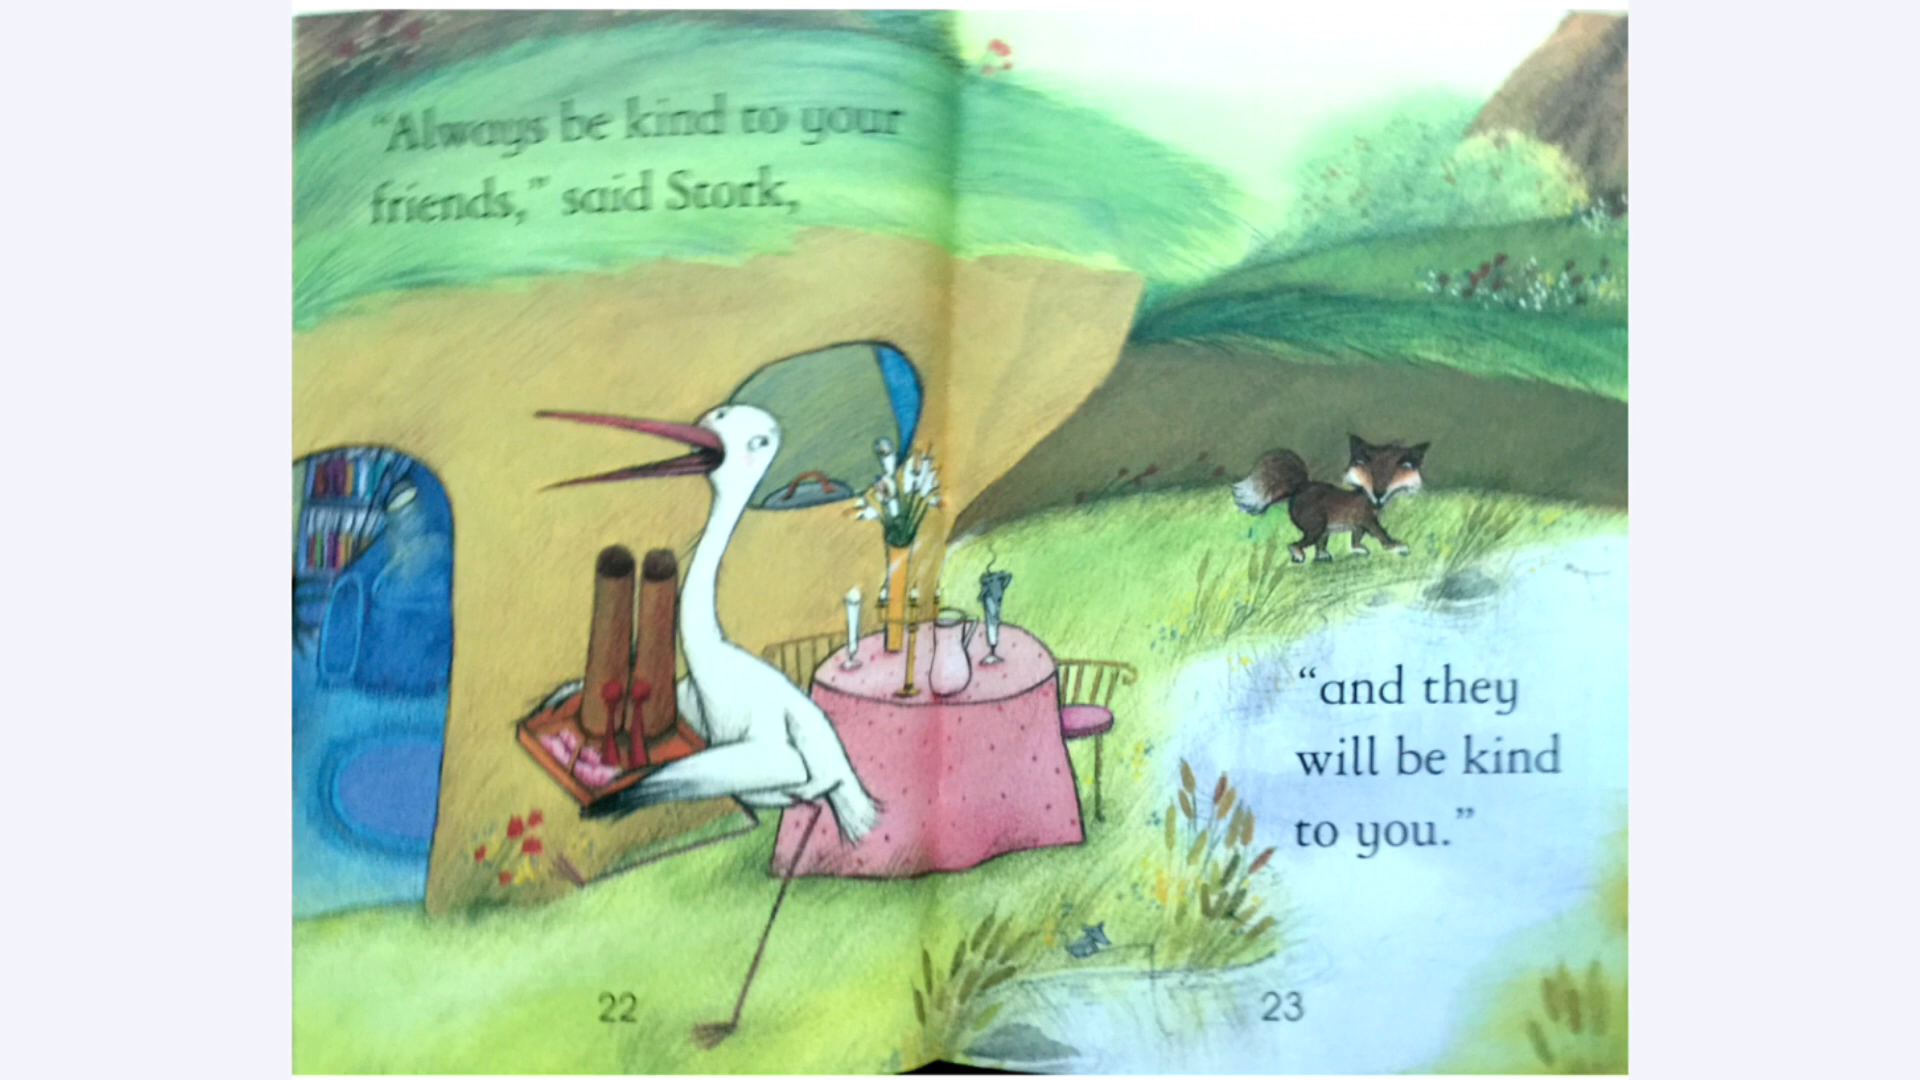 “Always be kind to your
friends,” said Stork,
“and they
will be kind
to you.”
22
23